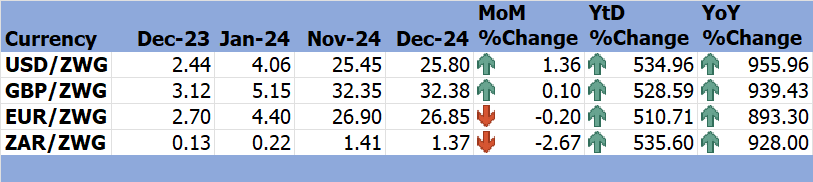 MoM YtD YoY
Currency Dec-23 Jan-24 Nov-24 Dec-24 %Change %Change %Change
USD/ZWG 2.44 4.06 25.45 25.80 1.36 534.96 955.96
GBP/ZWG 3.12 5.15 32.35 32.38 0.10 528.59 939.43
EUR/ZWG 2.70 4.40 26.90 26.85 -0.20 510.71 893.30
ZAR/ZWG 0.13 0.22 1.41 1.37 -2.67 535.60 928.00